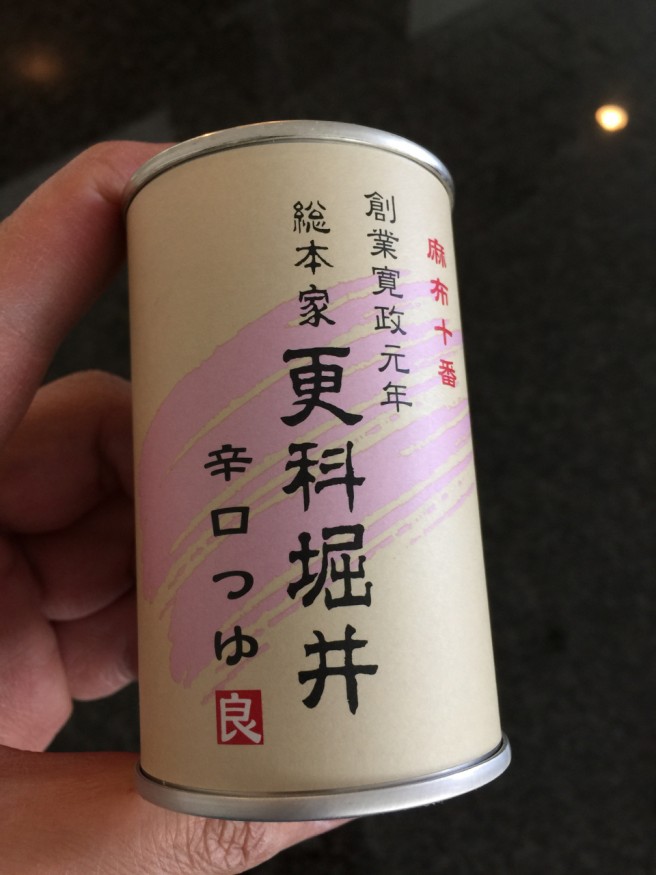 麻布十番
創業寛政元年
総本家 更科堀井
辛口つゆ
良